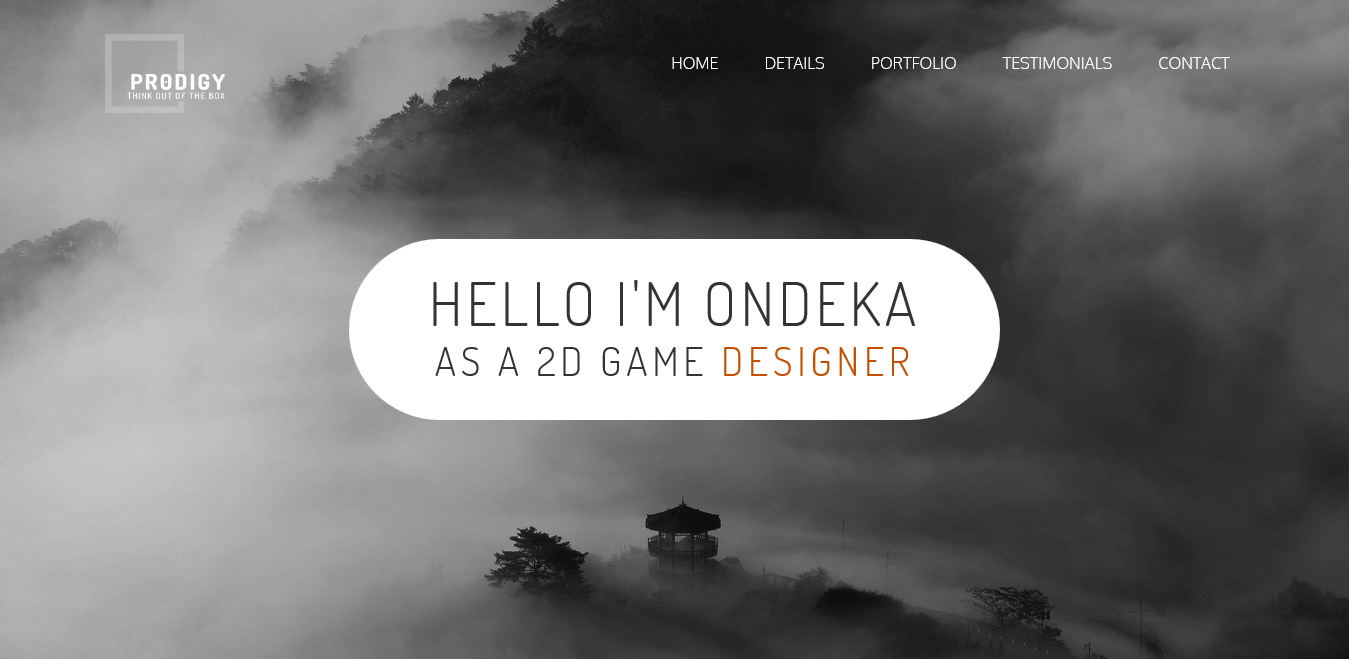 PRODIGY
THINK OUT OF THE BOX
HOME DETAILS PORTFOLIO TESTIMONIALS CONTACT
HELLO I'M ONDEKA
AS A 2D GAME DESIGNER